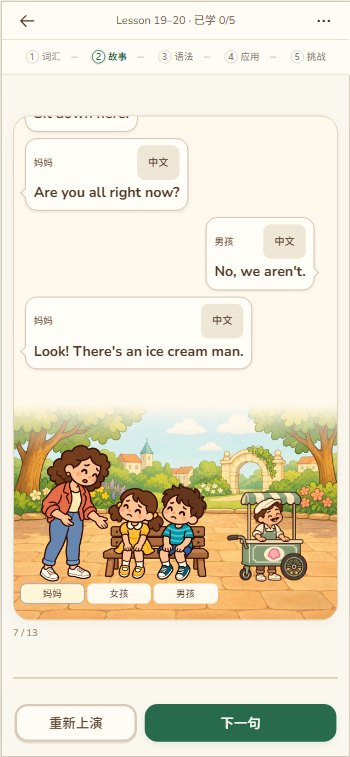 Lesson 19–20 · 已学 0/5
1 词汇 – 2 故事 – 3 语法 – 4 应用 – 5 挑战
Sit down here.
妈妈 中文
Are you all right now?
男孩 中文
No, we aren't.
妈妈 中文
Look! There's an ice cream man.
妈妈 女孩 男孩
7 / 13
重新上演 下一句